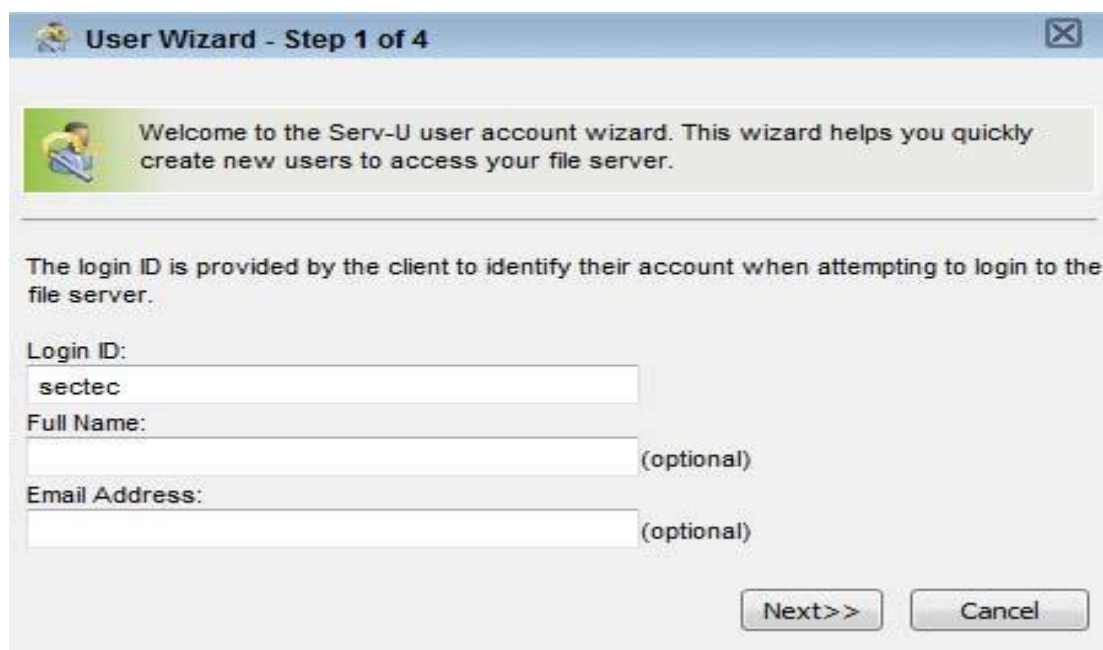 User Wizard - Step 1 of 4
Welcome to the Serv-U user account wizard. This wizard helps you quickly
create new users to access your file server.
The login ID is provided by the client to identify their account when attempting to login to the
file server.
Login ID:
sectec
Full Name:
(optional)
Email Address:
(optional)
Next>> Cancel